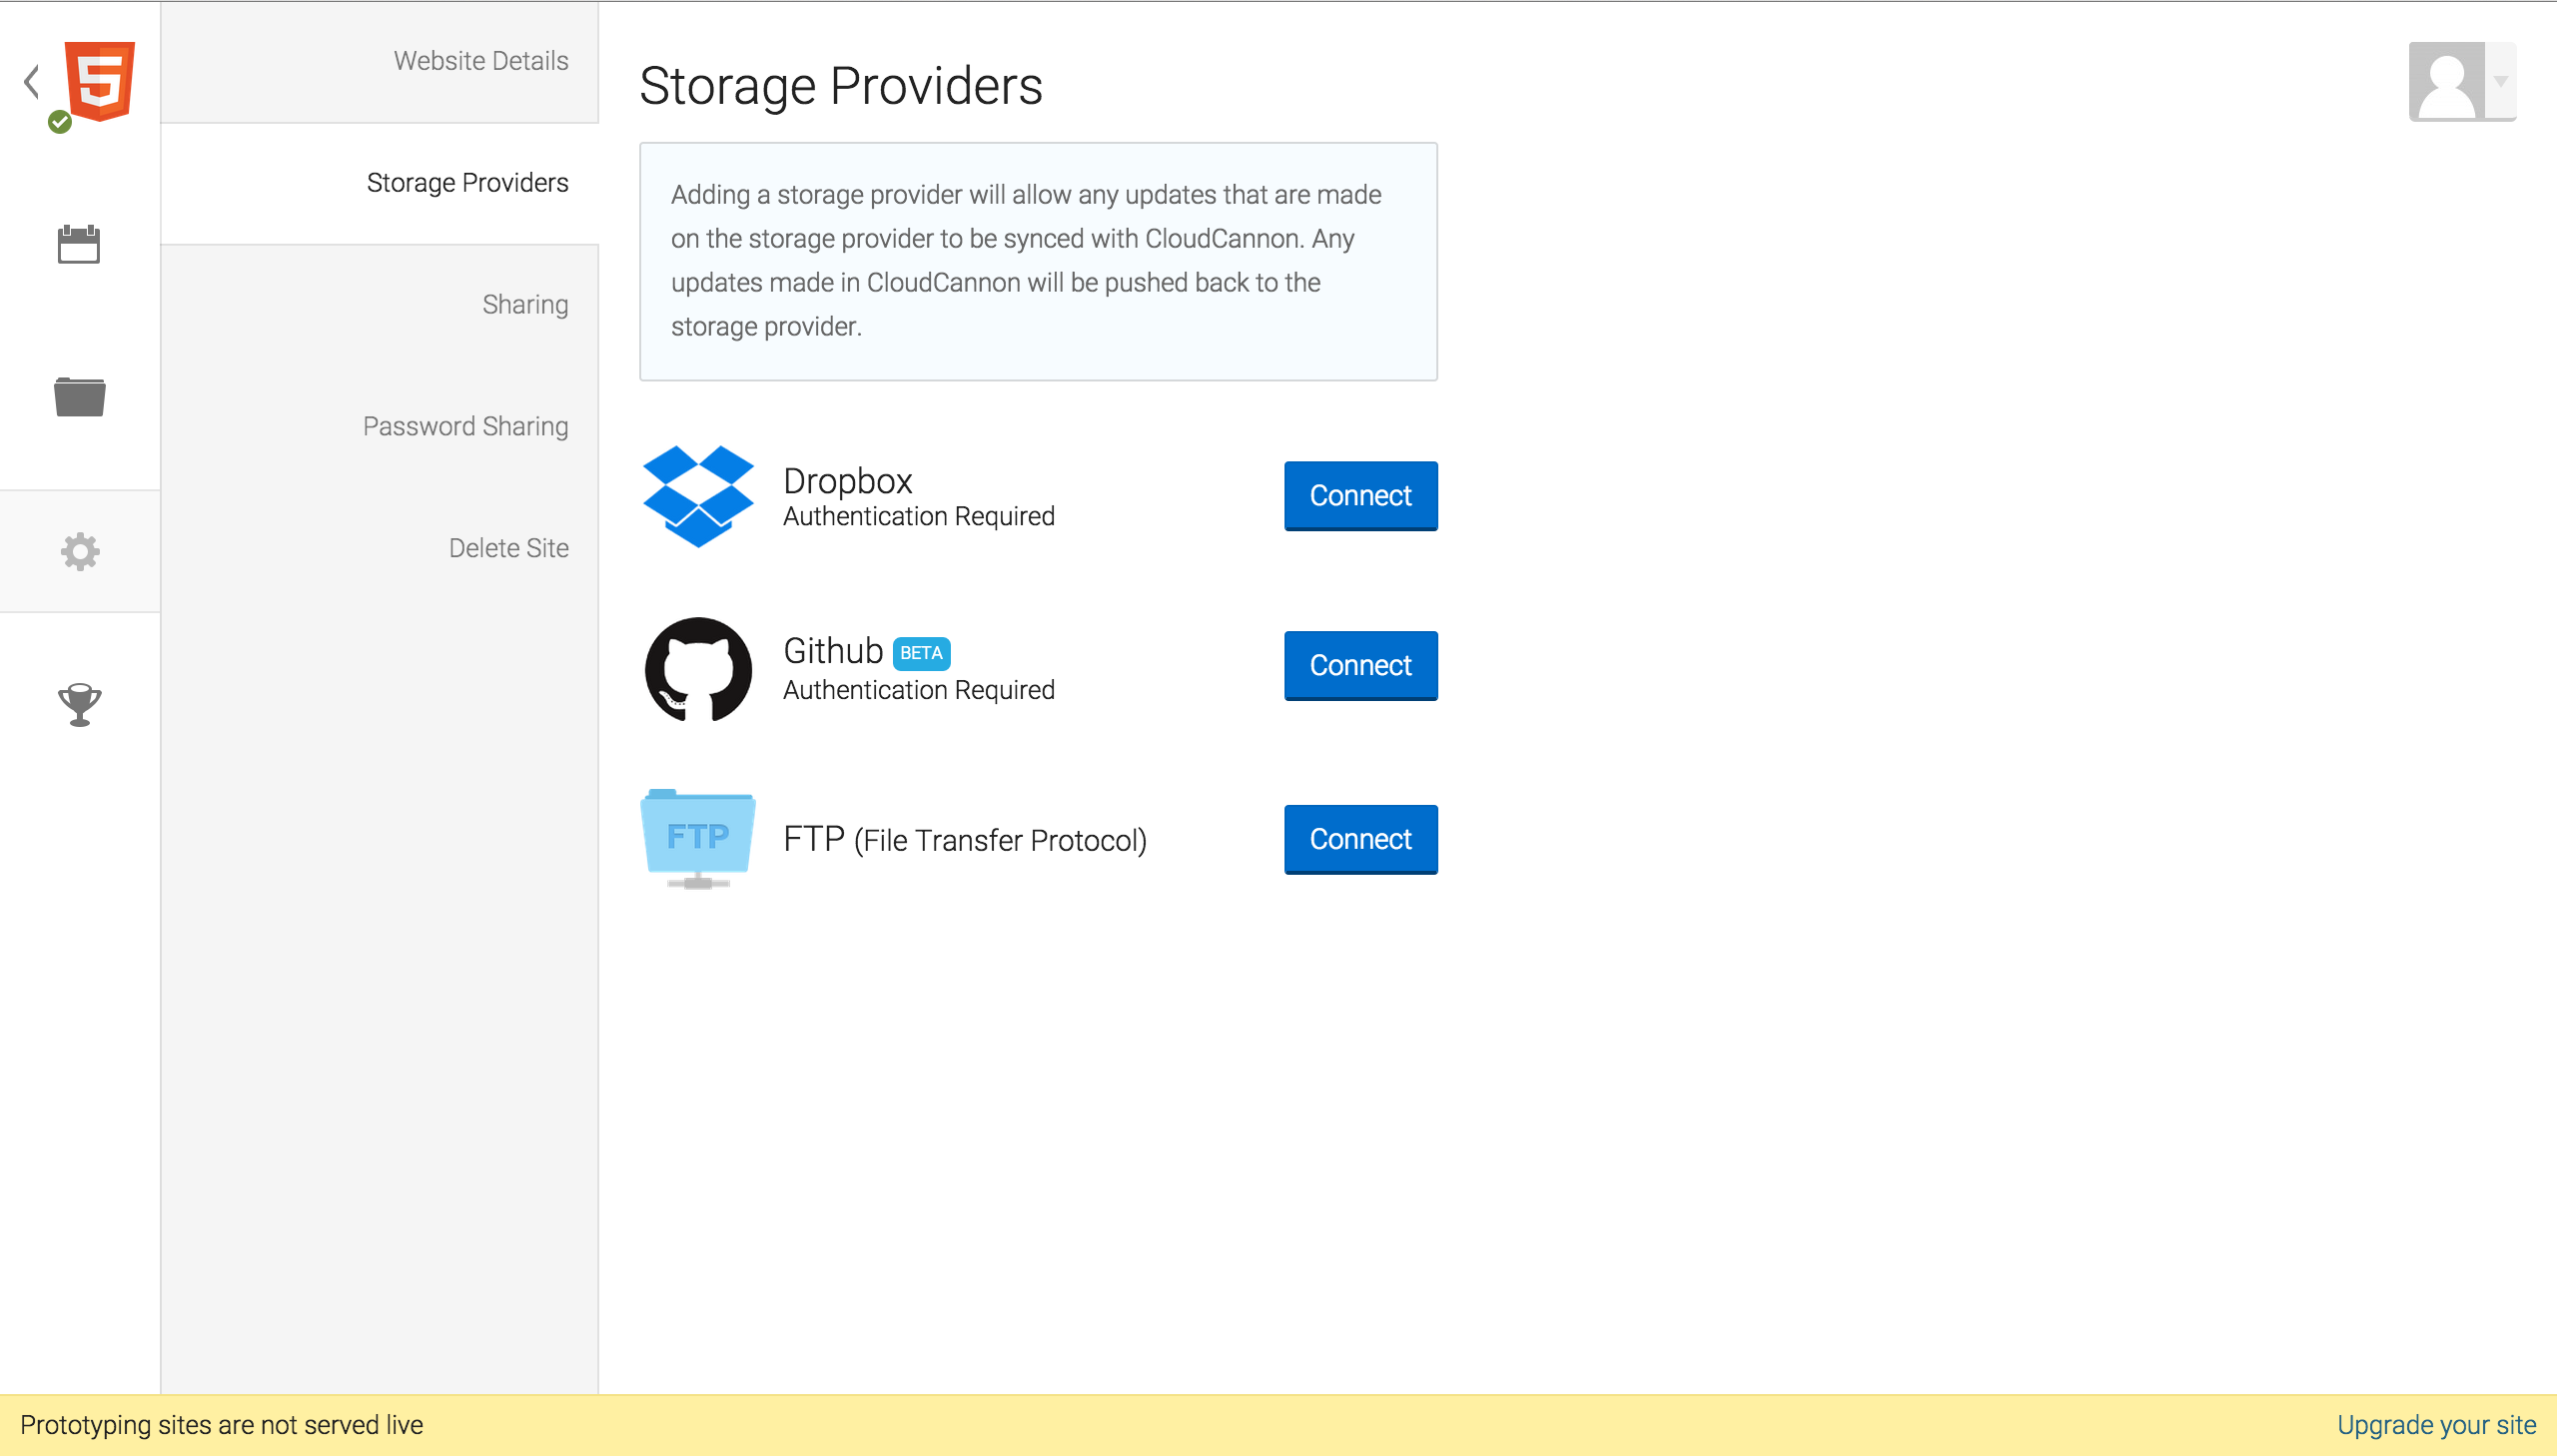 Website Details
Storage Providers
Sharing
Password Sharing
Delete Site
Storage Providers
Adding a storage provider will allow any updates that are made
on the storage provider to be synced with CloudCannon. Any
updates made in CloudCannon will be pushed back to the
storage provider.
Dropbox
Authentication Required
Connect
Github BETA
Authentication Required
Connect
FTP
FTP (File Transfer Protocol)
Connect
Prototyping sites are not served live
Upgrade your site